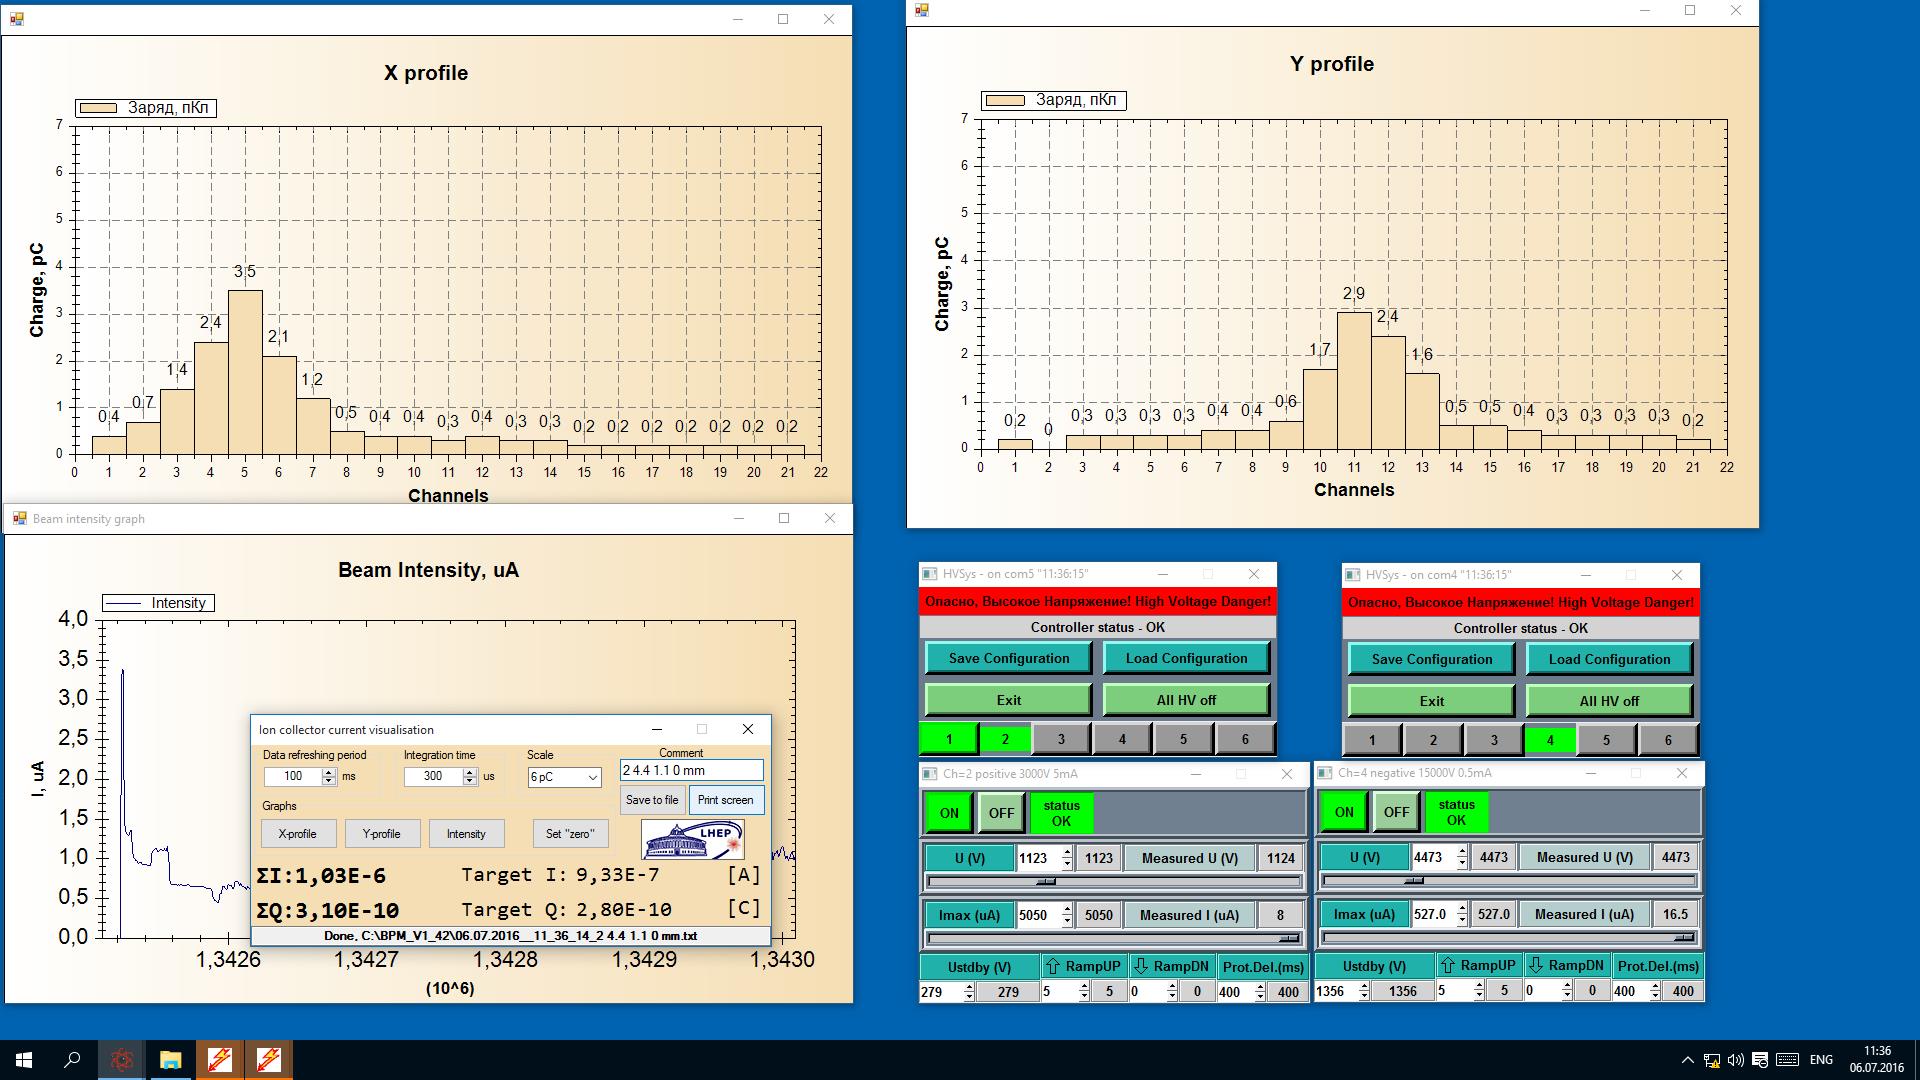 X profile
Заряд, пКл
Charge, pC
7
6
5
4
3
2
1
0
0,4 0,7 1,4 2,4 3,5 2,1 1,2 0,5 0,4 0,4 0,3 0,4 0,3 0,3 0,2 0,2 0,2 0,2 0,2 0,2 0,2
0 1 2 3 4 5 6 7 8 9 10 11 12 13 14 15 16 17 18 19 20 21 22
Channels
Y profile
Заряд, пКл
Charge, pC
7
6
5
4
3
2
1
0
0,2 0 0,3 0,3 0,3 0,3 0,4 0,4 0,6 1,7 2,9 2,4 1,6 0,5 0,5 0,4 0,3 0,3 0,3 0,3 0,2
0 1 2 3 4 5 6 7 8 9 10 11 12 13 14 15 16 17 18 19 20 21 22
Channels
Beam intensity graph
Beam Intensity, uA
Intensity
I, uA
4,0
3,5
3,0
2,5
2,0
1,5
1,0
0,5
0,0
1,3426 1,3427 1,3428 1,3429 1,3430
(10^6)
Ion collector current visualisation
Data refreshing period Integration time Scale Comment
100 ms 300 us 6 pC 2 4.4 1.1 0 mm
Save to file Print screen
Graphs
X-profile Y-profile Intensity Set "zero"
LHEP
ΣI:1,03E-6 Target I: 9,33E-7 [A]
ΣQ:3,10E-10 Target Q: 2,80E-10 [C]
Done, C:\BPM_V1_42\06.07.2016__11_36_14_2 4.4 1.1 0 mm.txt
HVSys - on com5 "11:36:15"
Опасно, Высокое Напряжение! High Voltage Danger!
Controller status - OK
Save Configuration Load Configuration
Exit All HV off
1 2 3 4 5 6
Ch=2 positive 3000V 5mA
ON OFF status OK
U (V) 1123 1123 Measured U (V) 1124
Imax (uA) 5050 5050 Measured I (uA) 8
Ustdby (V) RampUP RampDN Prot.Del.(ms)
279 279 5 5 0 0 400 400
HVSys - on com4 "11:36:15"
Опасно, Высокое Напряжение! High Voltage Danger!
Controller status - OK
Save Configuration Load Configuration
Exit All HV off
1 2 3 4 5 6
Ch=4 negative 15000V 0.5mA
ON OFF status OK
U (V) 4473 4473 Measured U (V) 4473
Imax (uA) 527.0 527.0 Measured I (uA) 16.5
Ustdby (V) RampUP RampDN Prot.Del.(ms)
1356 1356 5 5 0 0 400 400
ENG
11:36
06.07.2016